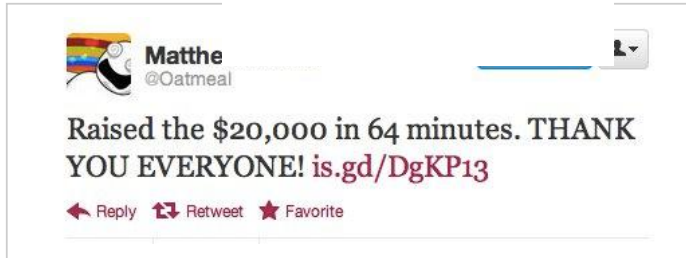 Matthe
@Oatmeal
Raised the $20,000 in 64 minutes. THANK
YOU EVERYONE! is.gd/DgKP13
Reply Retweet Favorite